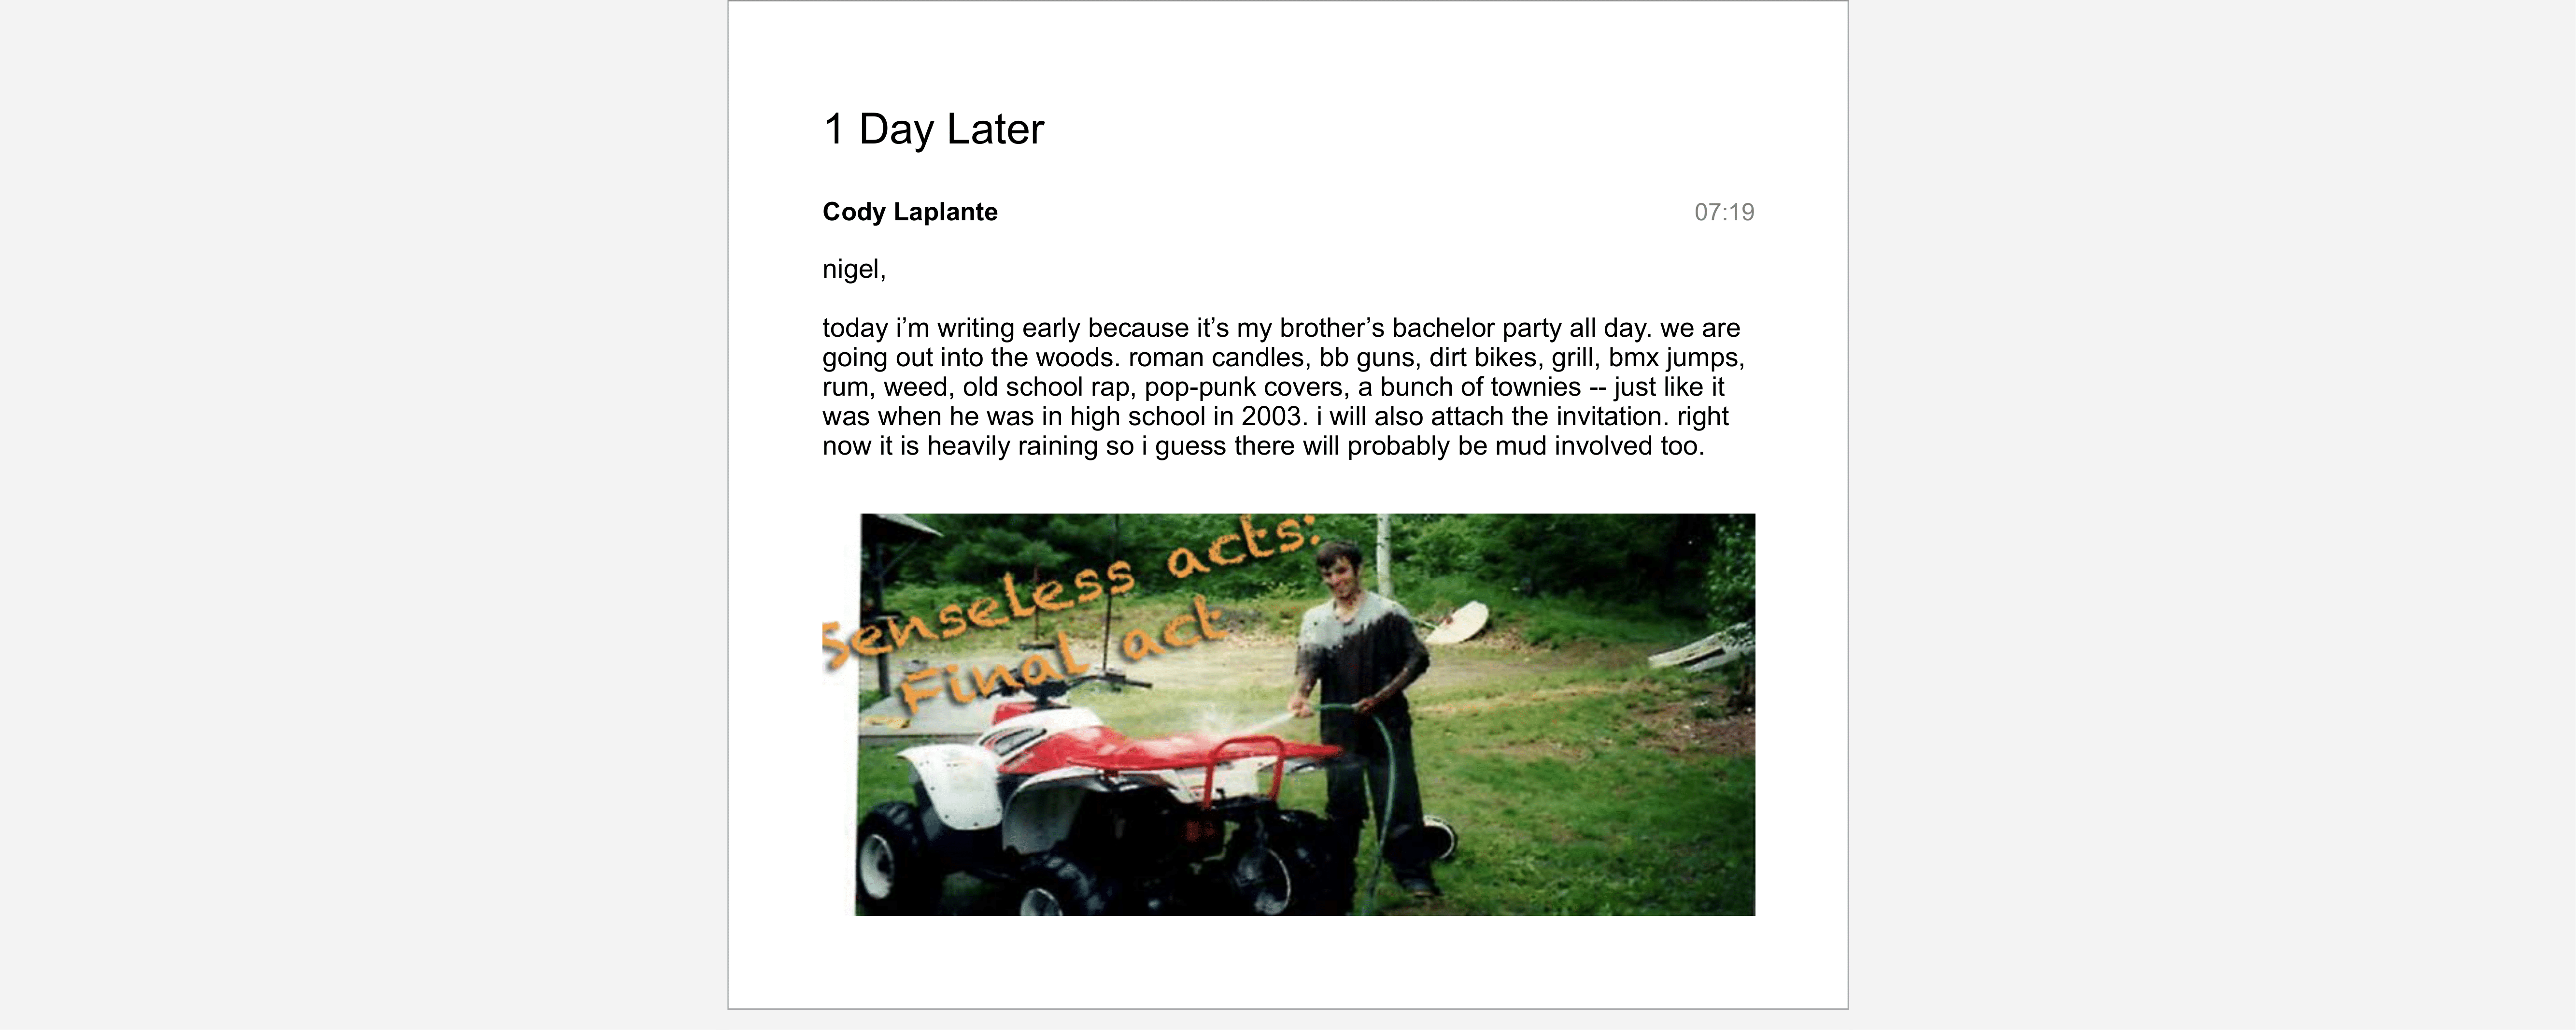 1 Day Later
Cody Laplante
07:19
nigel,
today i’m writing early because it’s my brother’s bachelor party all day. we are
going out into the woods. roman candles, bb guns, dirt bikes, grill, bmx jumps,
rum, weed, old school rap, pop-punk covers, a bunch of townies -- just like it
was when he was in high school in 2003. i will also attach the invitation. right
now it is heavily raining so i guess there will probably be mud involved too.
Senseless acts:
Final act